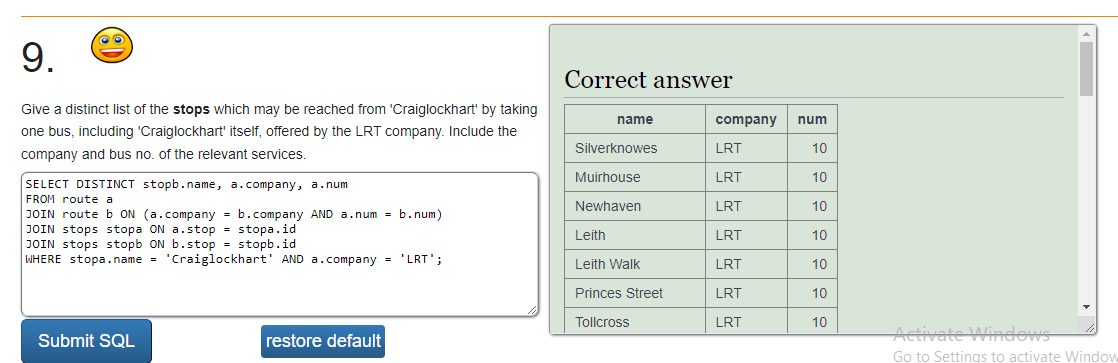 9.
Give a distinct list of the stops which may be reached from 'Craiglockhart' by taking
one bus, including 'Craiglockhart' itself, offered by the LRT company. Include the
company and bus no. of the relevant services.
SELECT DISTINCT stopb.name, a.company, a.num
FROM route a
JOIN route b ON (a.company = b.company AND a.num = b.num)
JOIN stops stopa ON a.stop = stopa.id
JOIN stops stopb ON b.stop = stopb.id
WHERE stopa.name = 'Craiglockhart' AND a.company = 'LRT';
Submit SQL
restore default
Correct answer
name company num
Silverknowes LRT 10
Muirhouse LRT 10
Newhaven LRT 10
Leith LRT 10
Leith Walk LRT 10
Princes Street LRT 10
Tollcross LRT 10
Activate Windows
Go to Settings to activate Window